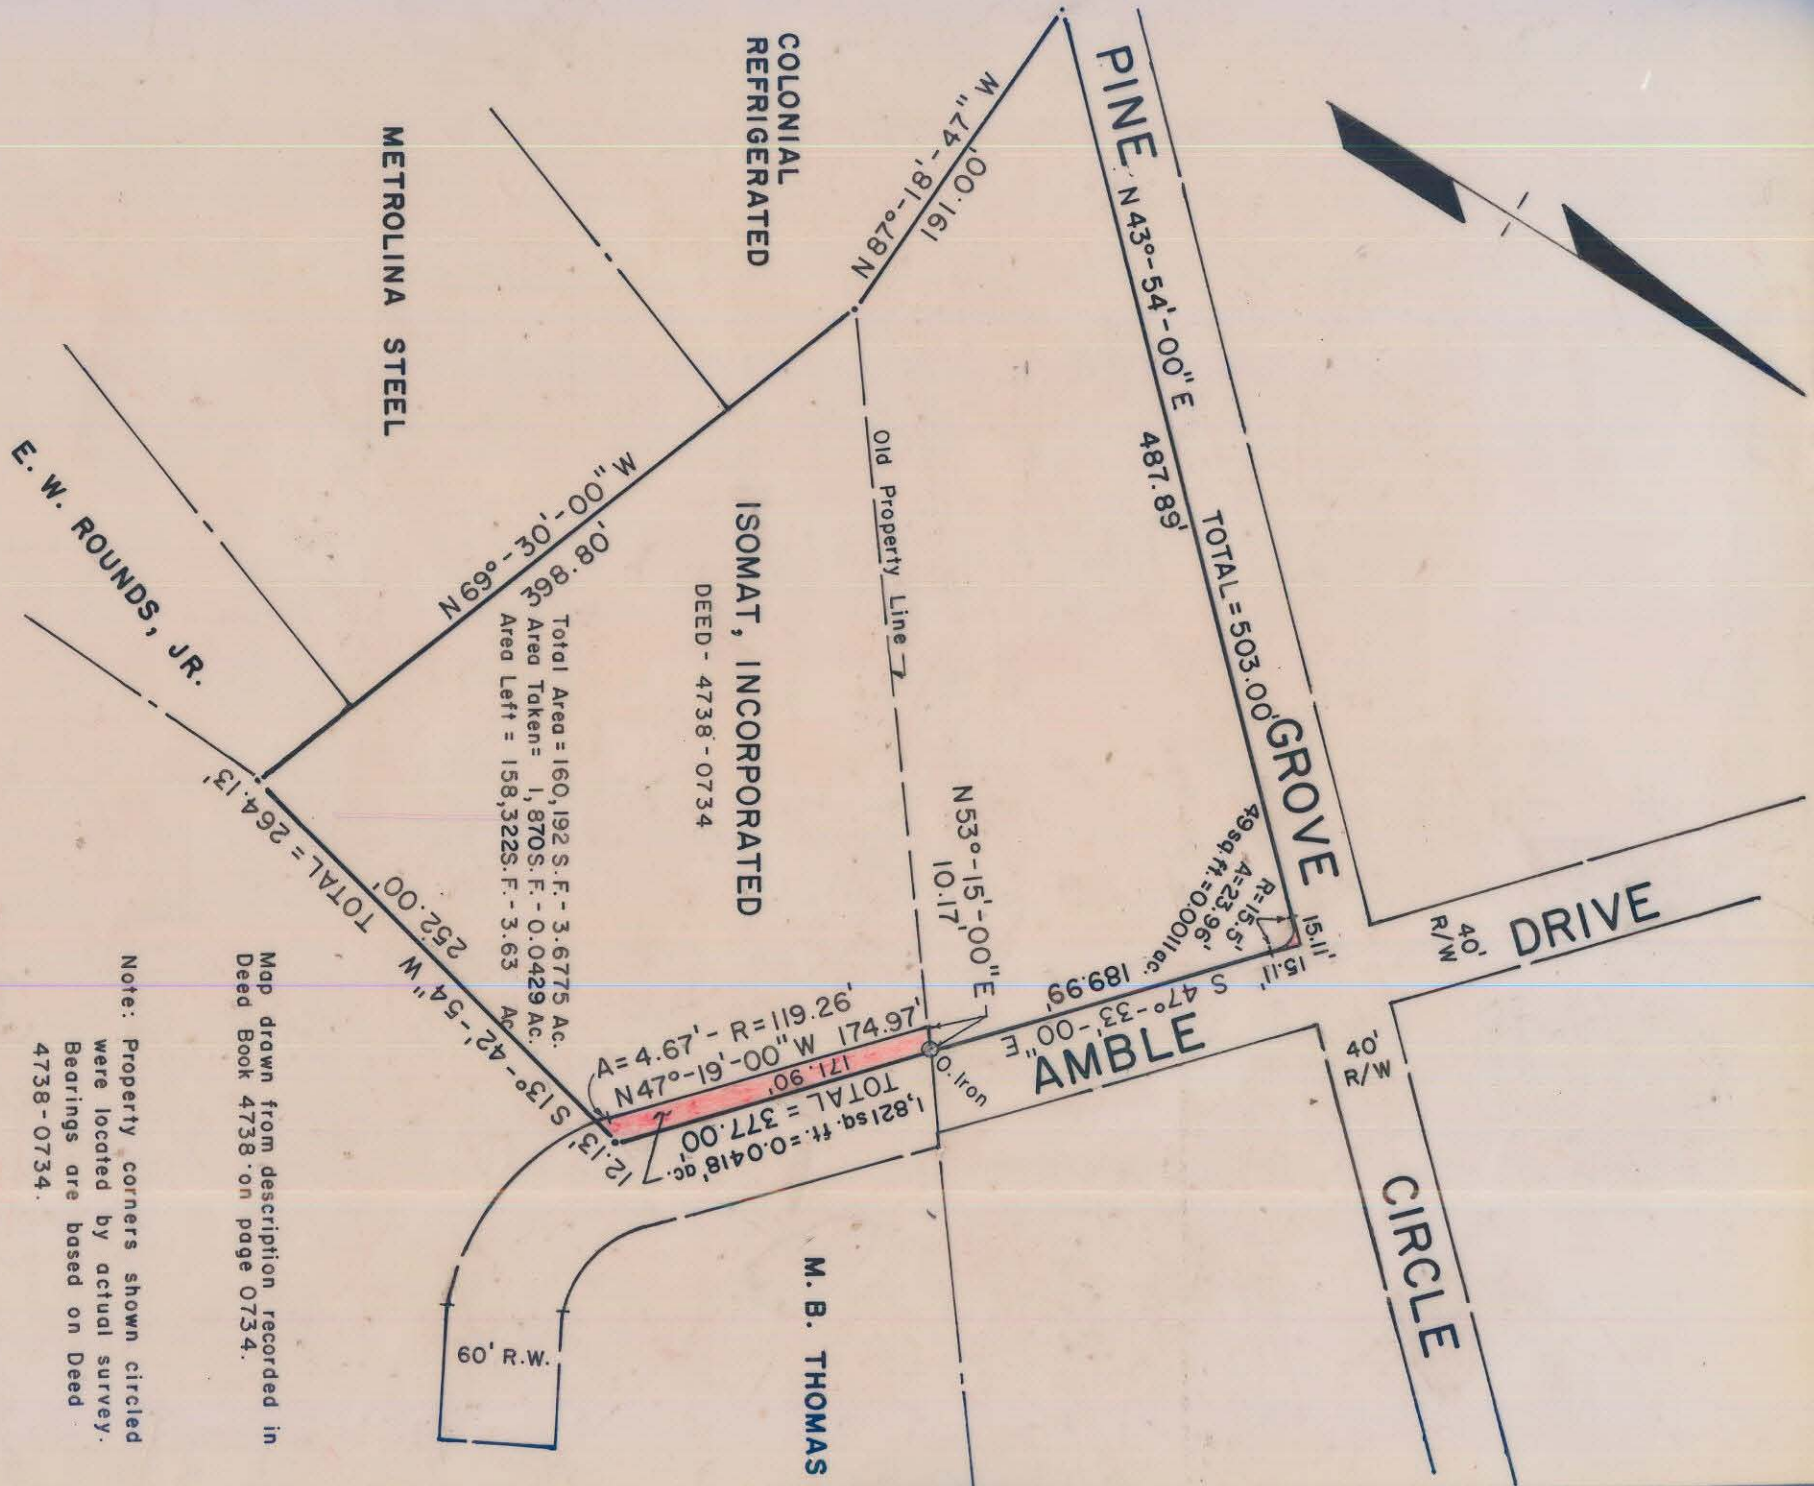 COLONIAL
REFRIGERATED
METROLINA STEEL
E. W. ROUNDS, JR.
PINE GROVE
N 43°-54'-00" E
487.89'
TOTAL = 503.00'
N 87°-18'-47" W
191.00'
Old Property Line
N 69°-30'-00" W
398.80'
ISOMAT, INCORPORATED
DEED - 4738-0734
Total Area = 160,192 S.F. - 3.6775 Ac.
Area Taken = 1,870 S.F. - 0.0429 Ac.
Area Left = 158,322 S.F. - 3.63 Ac.
N 53°-15'-00" E
10.17'
R=15.5'
A=23.96'
49 sq. ft. = 0.0011 ac.
15.11'
15.11'
40'
R/W
DRIVE
S 47°-33'-00" E
189.99'
AMBLE
40'
R/W
CIRCLE
O. Iron
A = 4.67' - R = 119.26'
N 47°-19'-00" W 174.97'
171.90'
TOTAL = 377.00'
1,821 sq. ft. = 0.0418 ac.
12.13'
S 13°-42'-54" W
252.00'
TOTAL = 264.13'
60' R.W.
M. B. THOMAS
Map drawn from description recorded in
Deed Book 4738 on page 0734.
Note: Property corners shown circled
were located by actual survey.
Bearings are based on Deed
4738-0734.